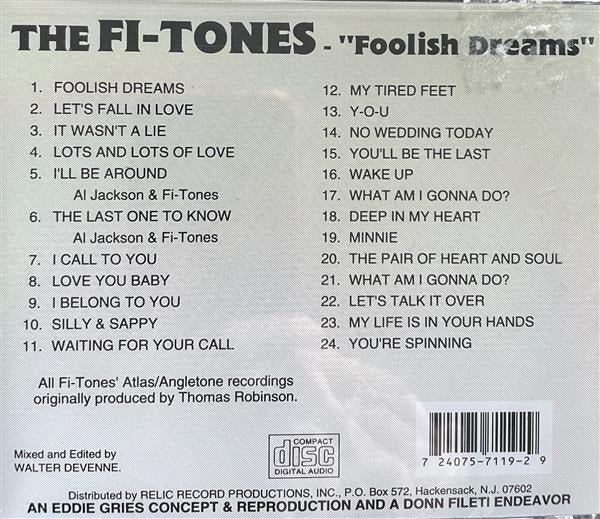 THE FI-TONES - "Foolish Dreams"
1. FOOLISH DREAMS
2. LET'S FALL IN LOVE
3. IT WASN'T A LIE
4. LOTS AND LOTS OF LOVE
5. I'LL BE AROUND
Al Jackson & Fi-Tones
6. THE LAST ONE TO KNOW
Al Jackson & Fi-Tones
7. I CALL TO YOU
8. LOVE YOU BABY
9. I BELONG TO YOU
10. SILLY & SAPPY
11. WAITING FOR YOUR CALL
12. MY TIRED FEET
13. Y-O-U
14. NO WEDDING TODAY
15. YOU'LL BE THE LAST
16. WAKE UP
17. WHAT AM I GONNA DO?
18. DEEP IN MY HEART
19. MINNIE
20. THE PAIR OF HEART AND SOUL
21. WHAT AM I GONNA DO?
22. LET'S TALK IT OVER
23. MY LIFE IS IN YOUR HANDS
24. YOU'RE SPINNING
All Fi-Tones' Atlas/Angletone recordings
originally produced by Thomas Robinson.
Mixed and Edited by
WALTER DEVENNE.
COMPACT
disc
DIGITAL AUDIO
7 24075-7119-2 9
Distributed by RELIC RECORD PRODUCTIONS, INC., P.O. Box 572, Hackensack, N.J. 07602
AN EDDIE GRIES CONCEPT & REPRODUCTION AND A DONN FILETI ENDEAVOR